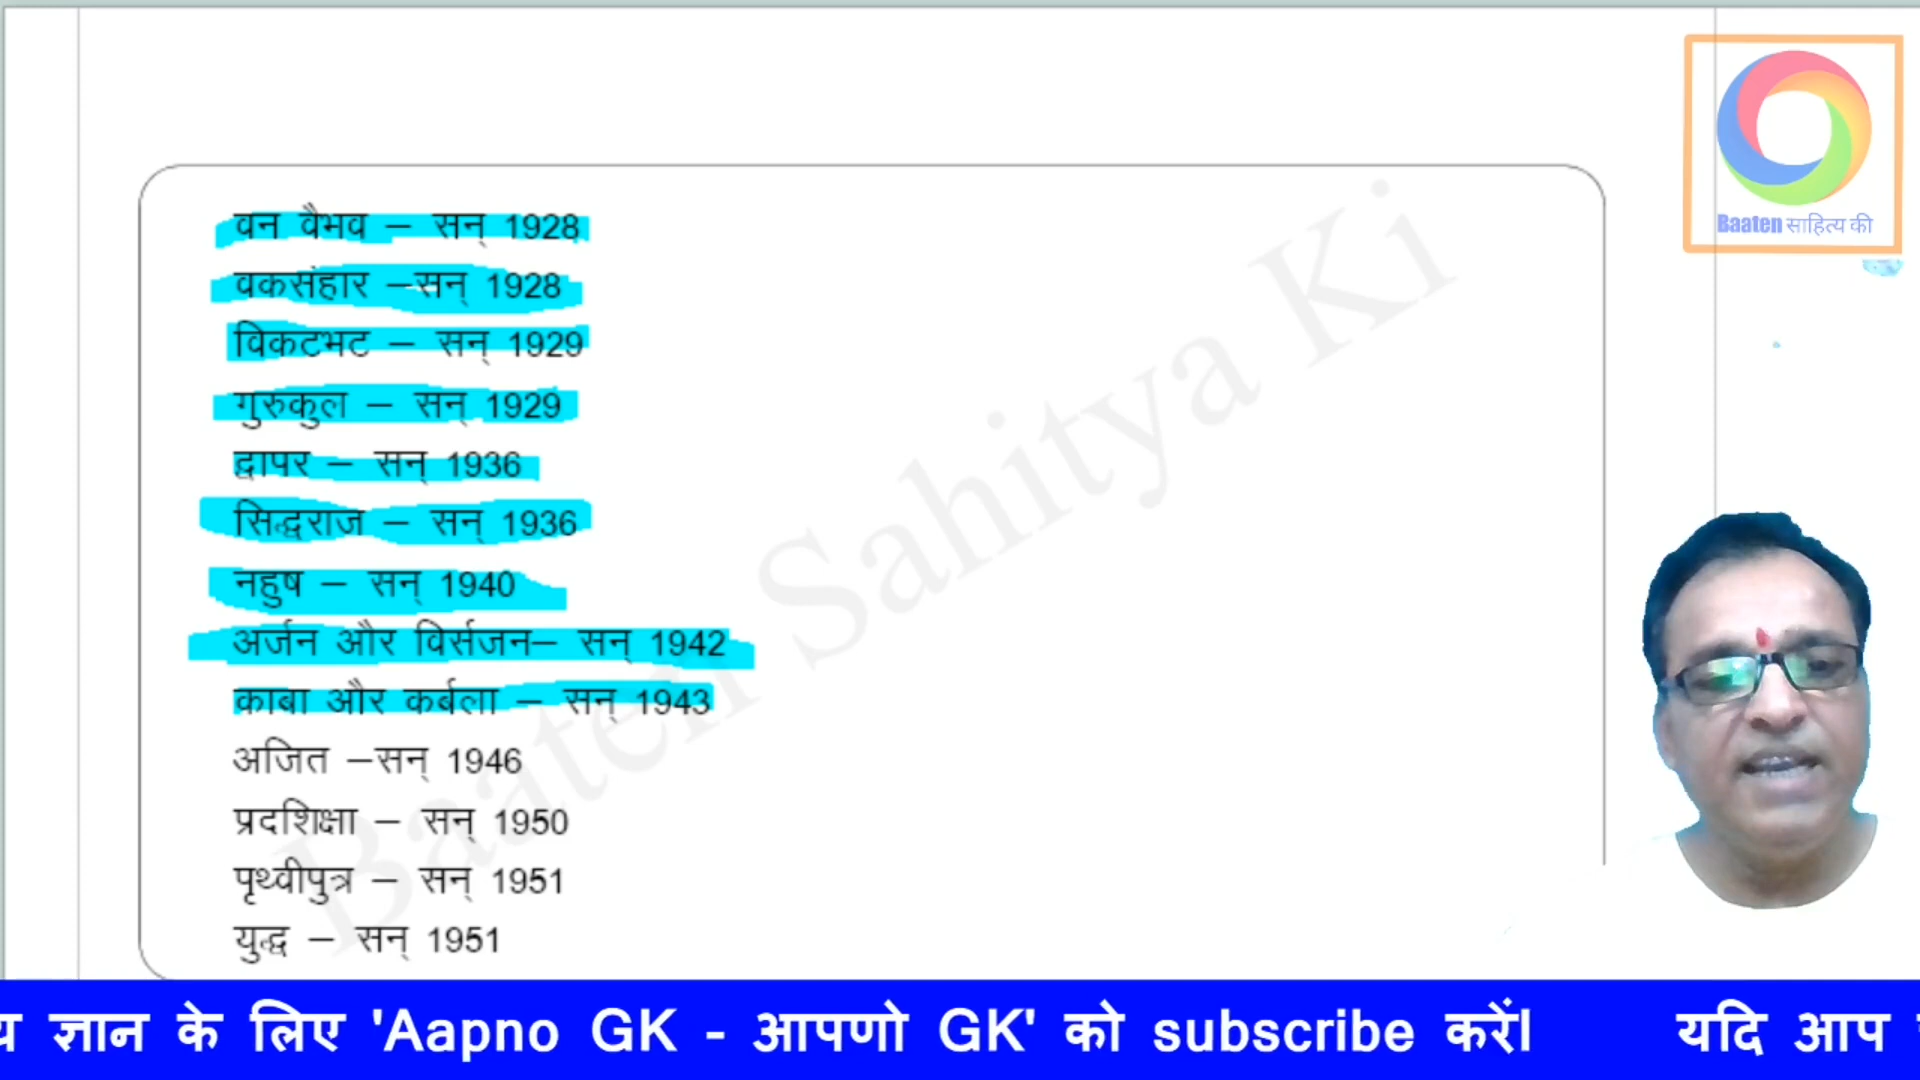 Baaten साहित्य की
वन वैभव – सन् 1928
वकसंहार –सन् 1928
विकटभट – सन् 1929
गुरुकुल – सन् 1929
द्वापर – सन् 1936
सिद्धराज – सन् 1936
नहुष – सन् 1940
अर्जन और विर्सजन– सन् 1942
काबा और कर्बला – सन् 1943
अजित –सन् 1946
प्रदशिक्षा – सन् 1950
पृथ्वीपुत्र – सन् 1951
युद्ध – सन् 1951
Baaten Sahitya Ki
ज्ञान के लिए 'Aapno GK - आपणो GK' को subscribe करें। यदि आप